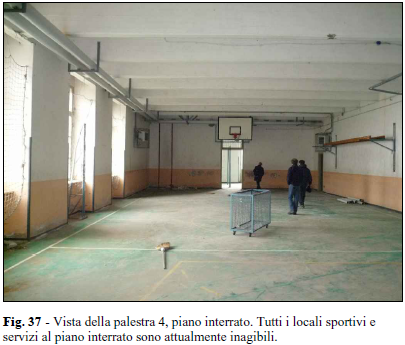 Fig. 37 - Vista della palestra 4, piano interrato. Tutti i locali sportivi e
servizi al piano interrato sono attualmente inagibili.